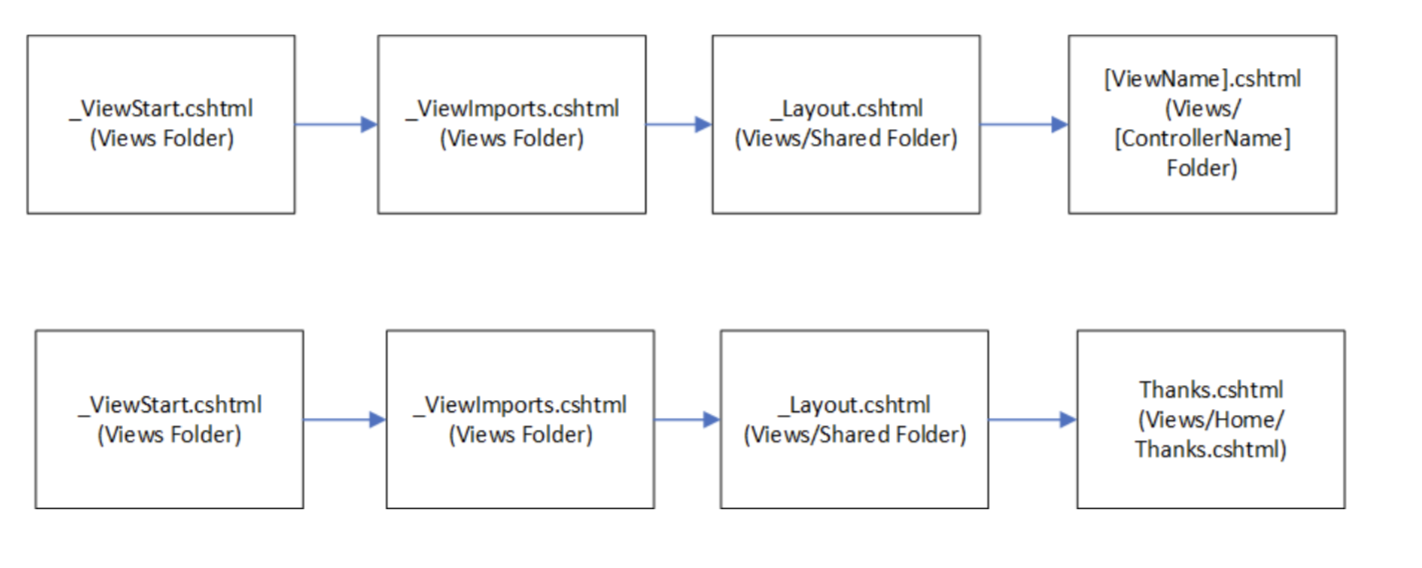 _ViewStart.cshtml
(Views Folder)
_ViewImports.cshtml
(Views Folder)
_Layout.cshtml
(Views/Shared Folder)
[ViewName].cshtml
(Views/
[ControllerName]
Folder)
_ViewStart.cshtml
(Views Folder)
_ViewImports.cshtml
(Views Folder)
_Layout.cshtml
(Views/Shared Folder)
Thanks.cshtml
(Views/Home/
Thanks.cshtml)